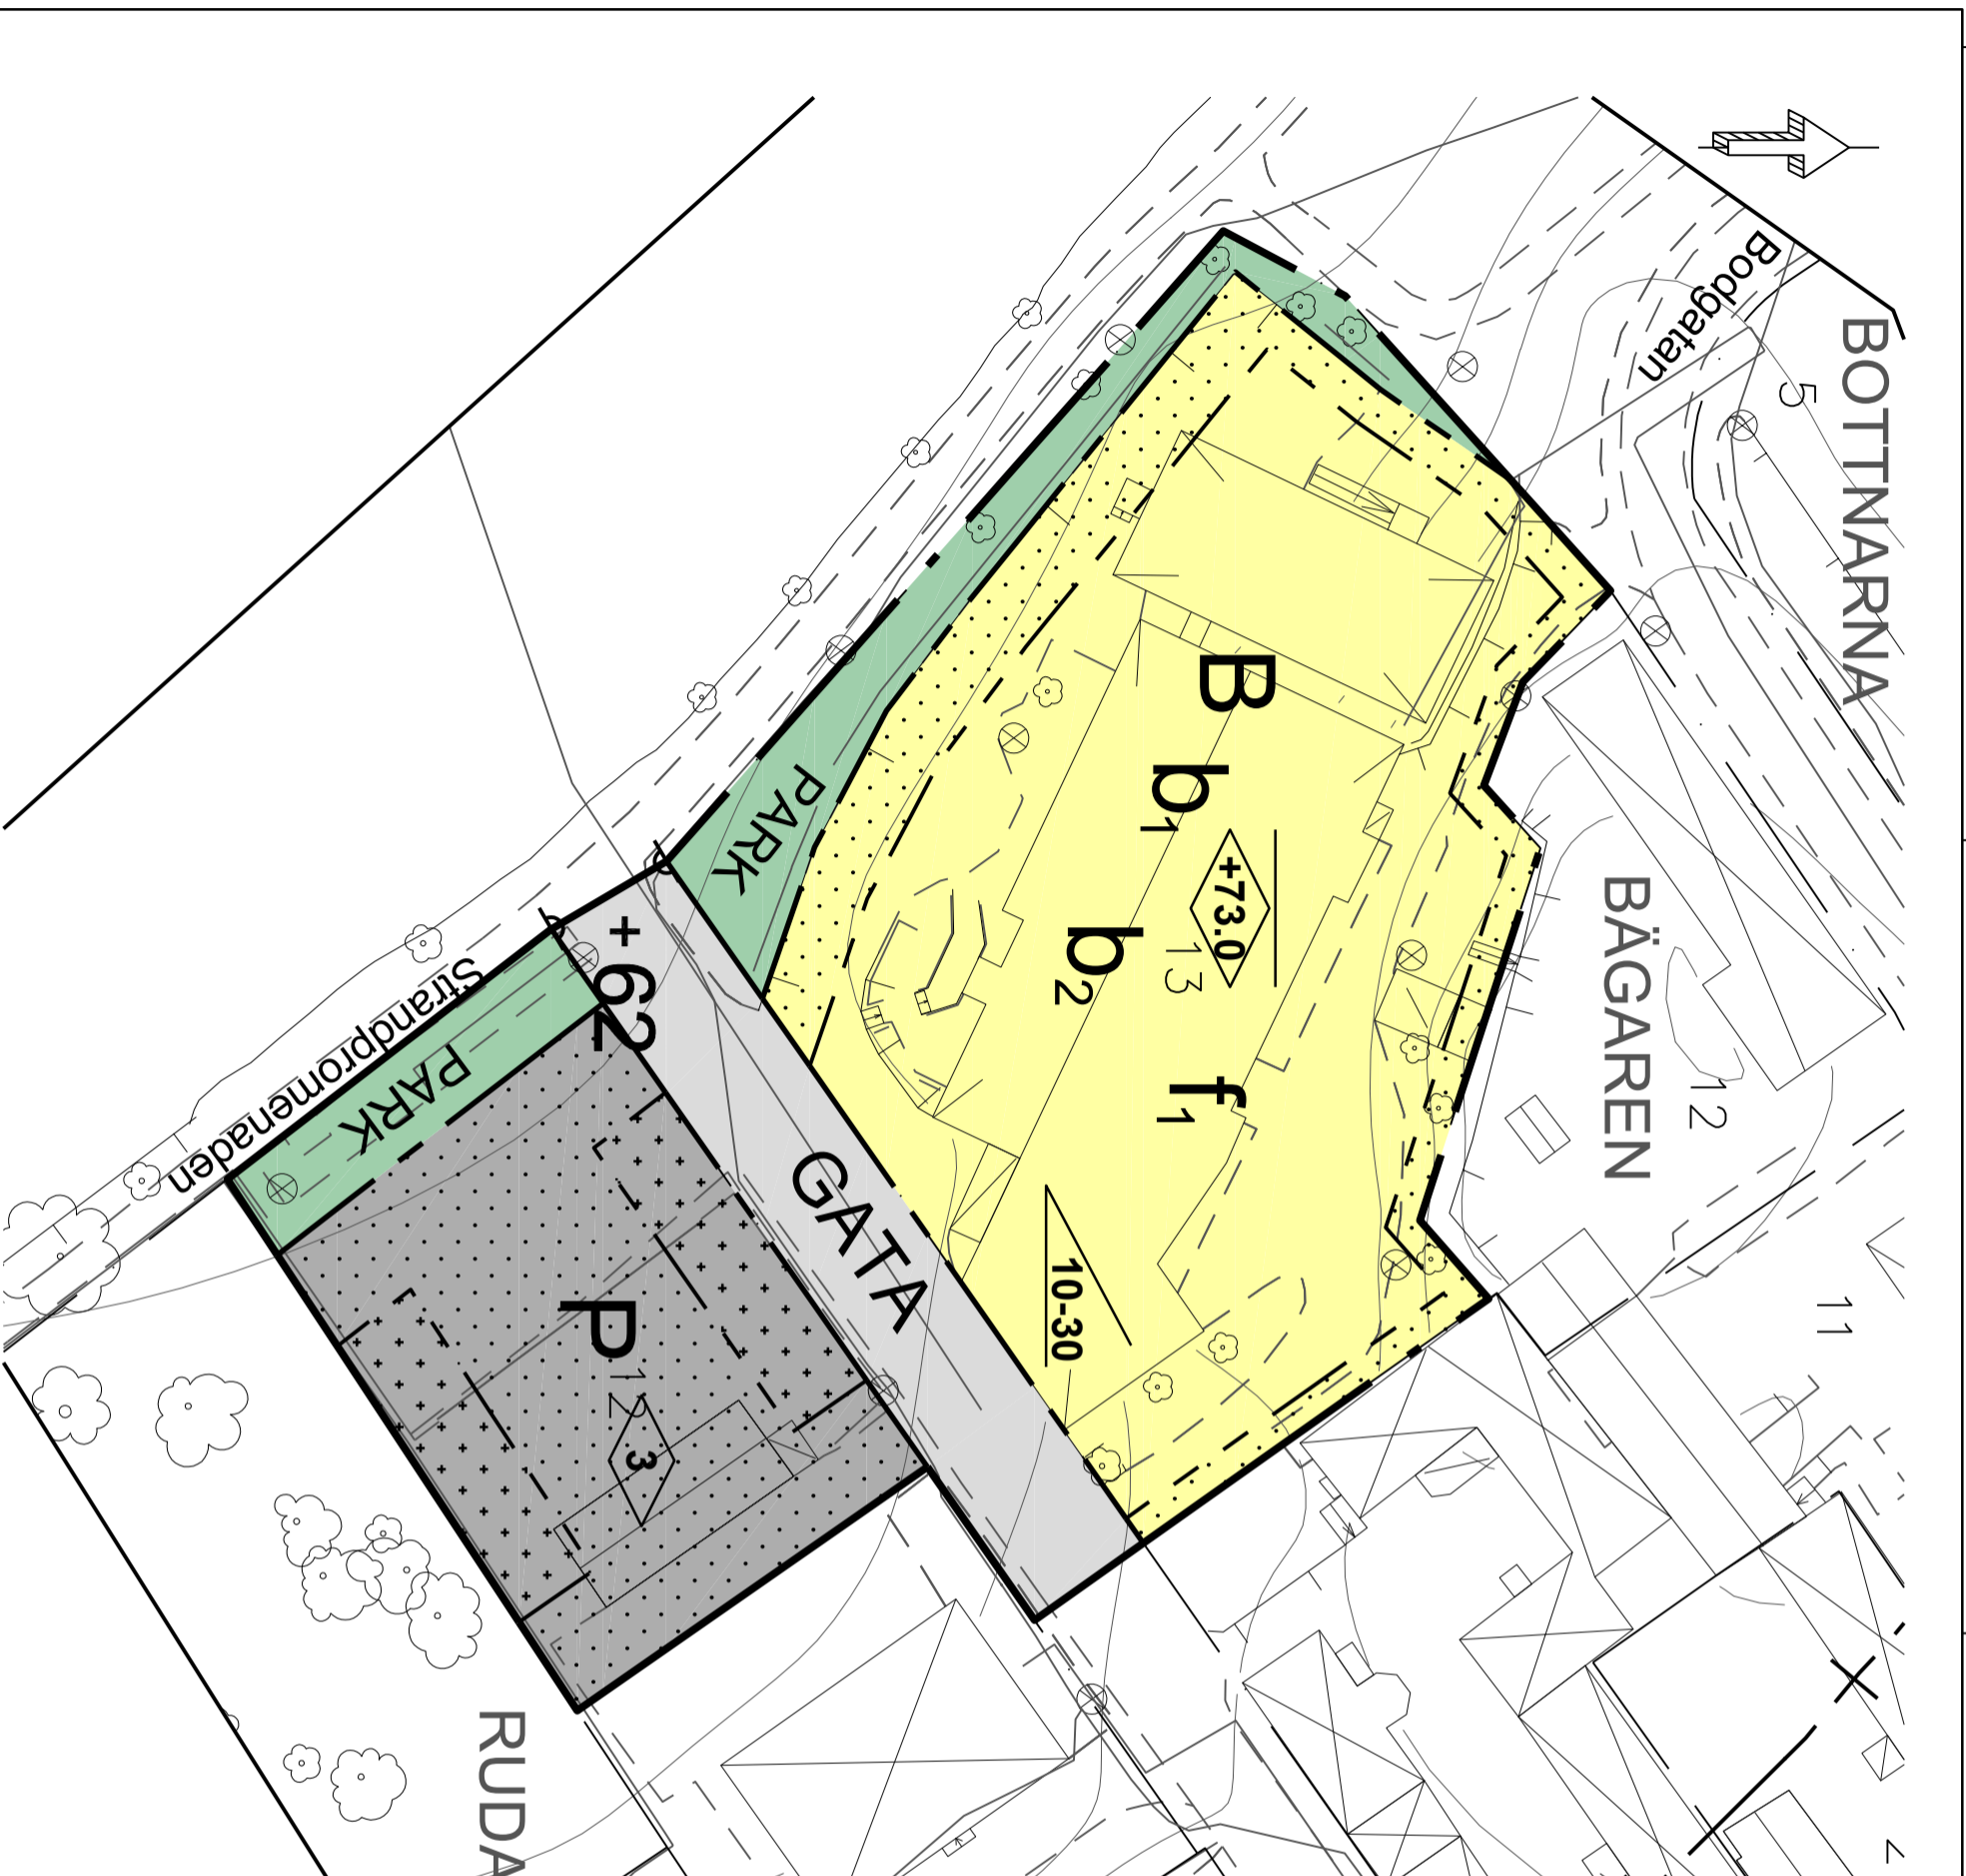 Bodgatan
BOTTNARNA
5
B
b1
+73.0
13
b2
f1
BÄGAREN
12
11
10-30
PARK
+62
GATA
Strandpromenaden
PARK
P
12
3
RUDA